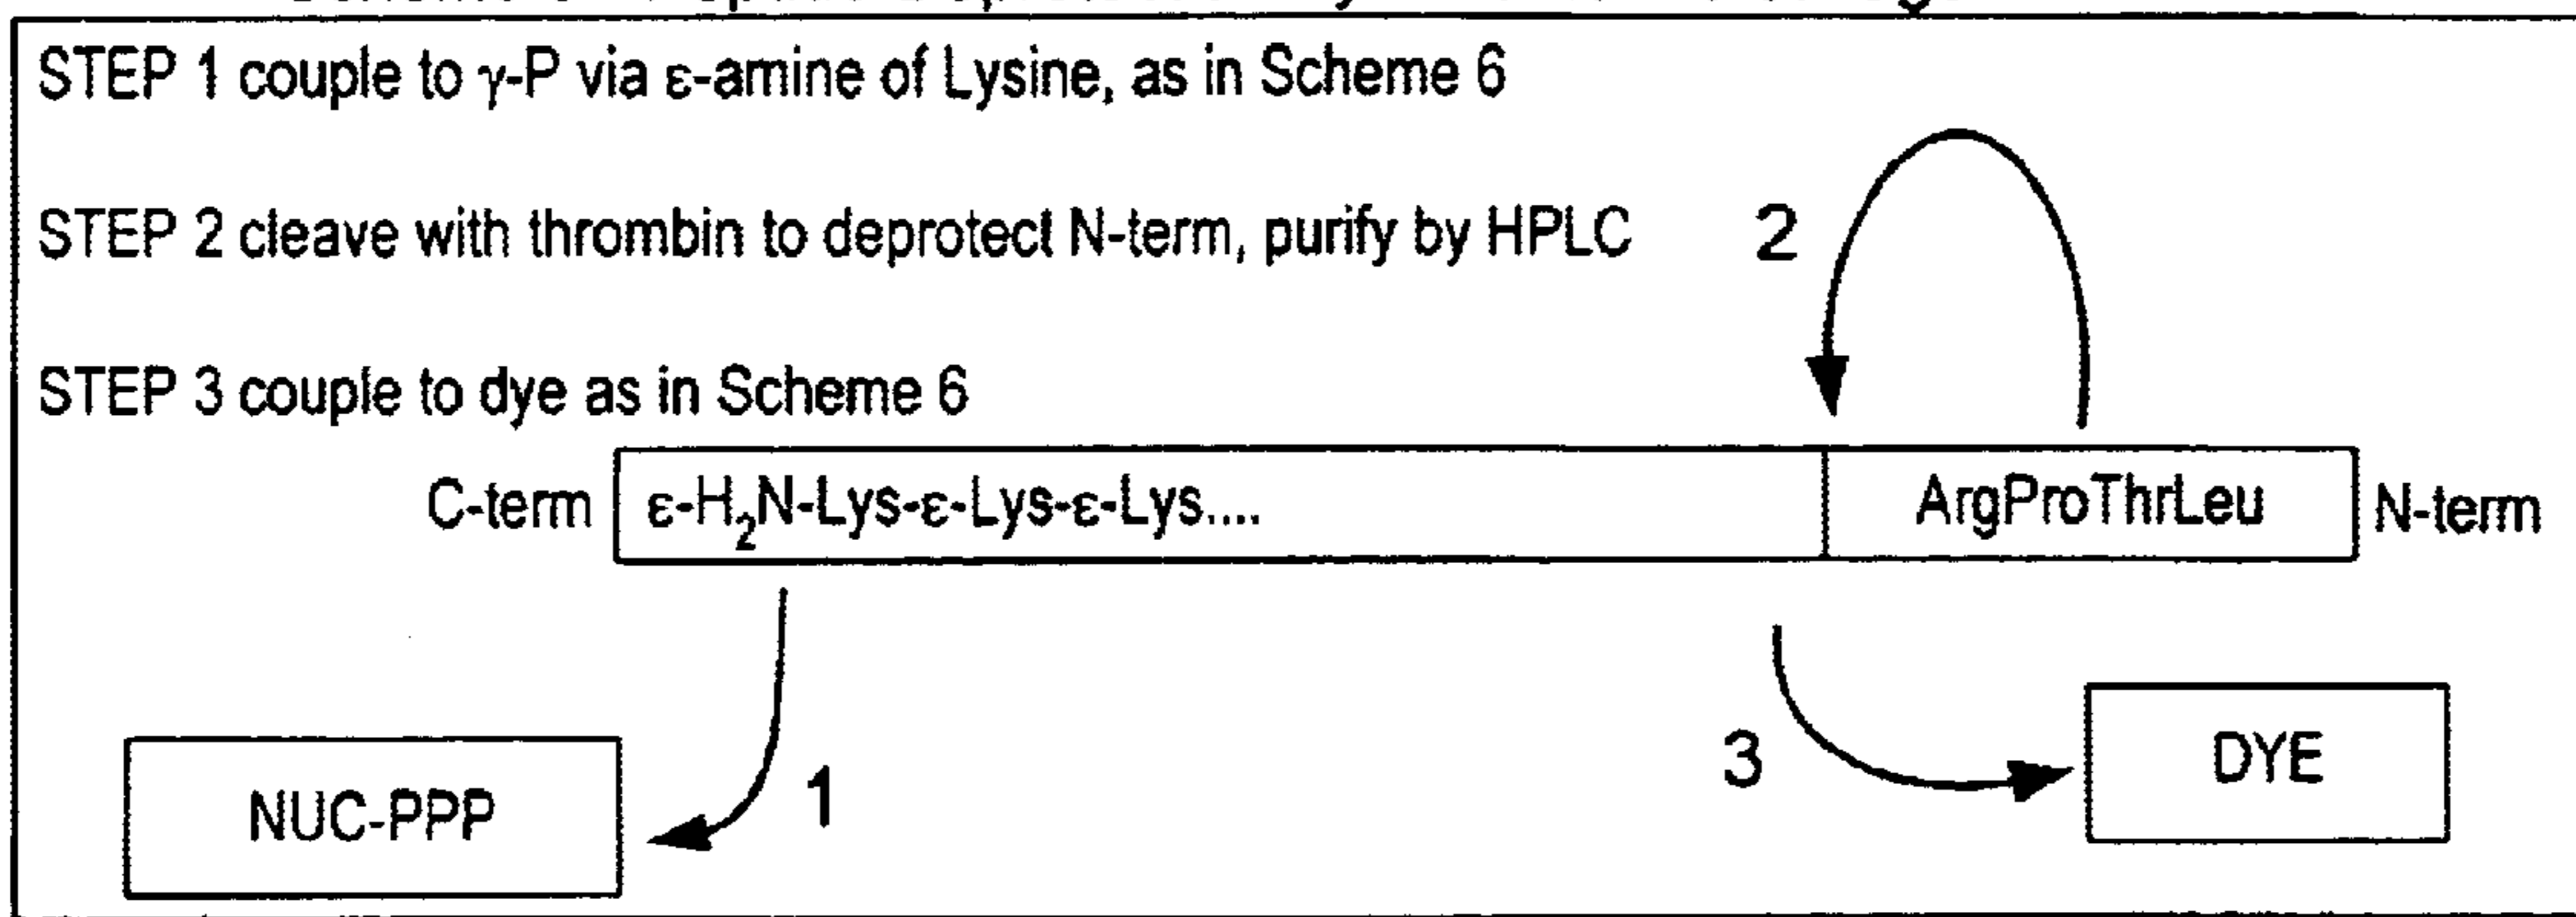 STEP 1 couple to γ-P via ε-amine of Lysine, as in Scheme 6
STEP 2 cleave with thrombin to deprotect N-term, purify by HPLC
2
STEP 3 couple to dye as in Scheme 6
C-term ε-H₂N-Lys-ε-Lys-ε-Lys.... ArgProThrLeu N-term
NUC-PPP
1
3
DYE